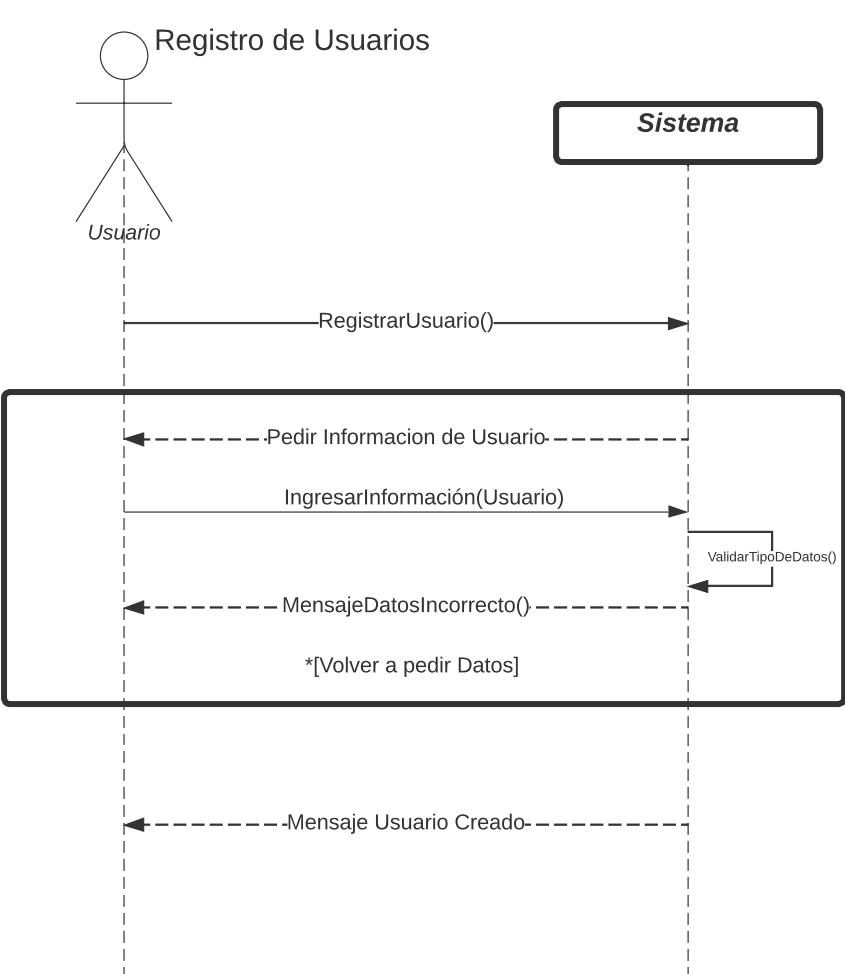 Registro de Usuarios
Sistema
Usuario
RegistrarUsuario()
Pedir Informacion de Usuario
IngresarInformación(Usuario)
ValidarTipoDeDatos()
MensajeDatosIncorrecto()
*[Volver a pedir Datos]
Mensaje Usuario Creado